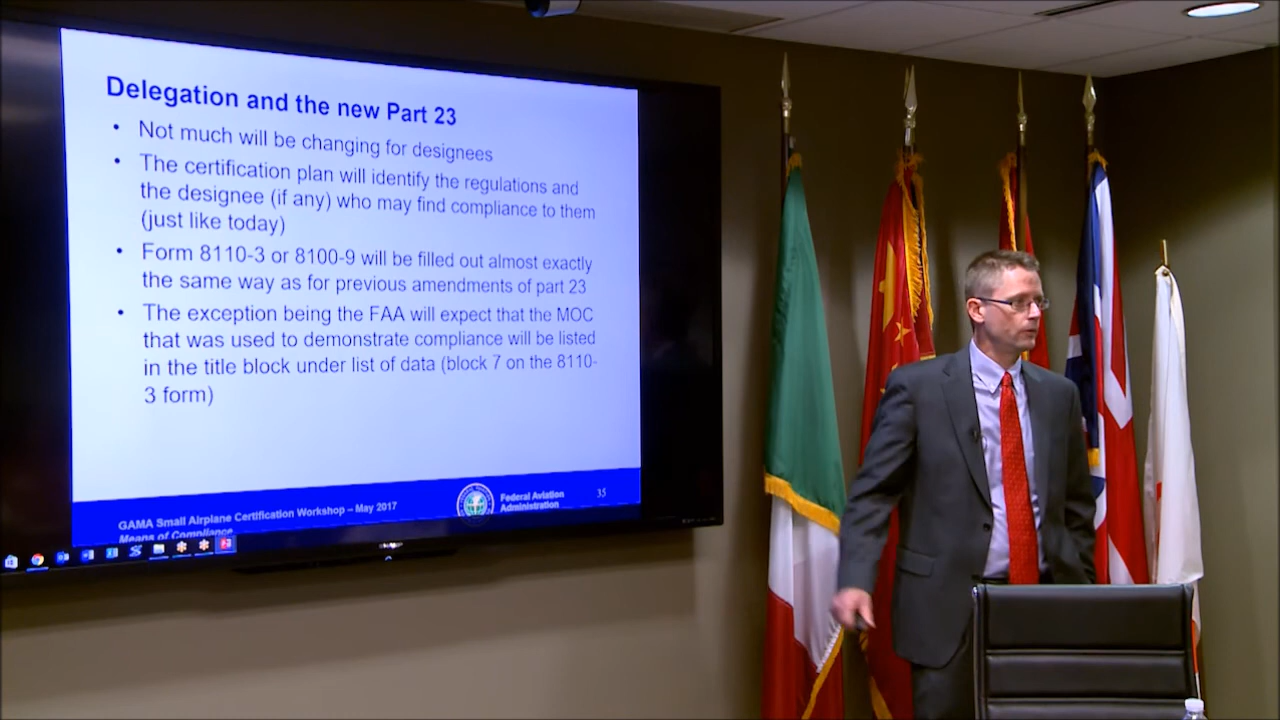 Delegation and the new Part 23
• Not much will be changing for designees
• The certification plan will identify the regulations and
the designee (if any) who may find compliance to them
(just like today)
• Form 8110-3 or 8100-9 will be filled out almost exactly
the same way as for previous amendments of part 23
• The exception being the FAA will expect that the MOC
that was used to demonstrate compliance will be listed
in the title block under list of data (block 7 on the 8110-
3 form)
GAMA Small Airplane Certification Workshop – May 2017
Means of Compliance
Federal Aviation
Administration
35